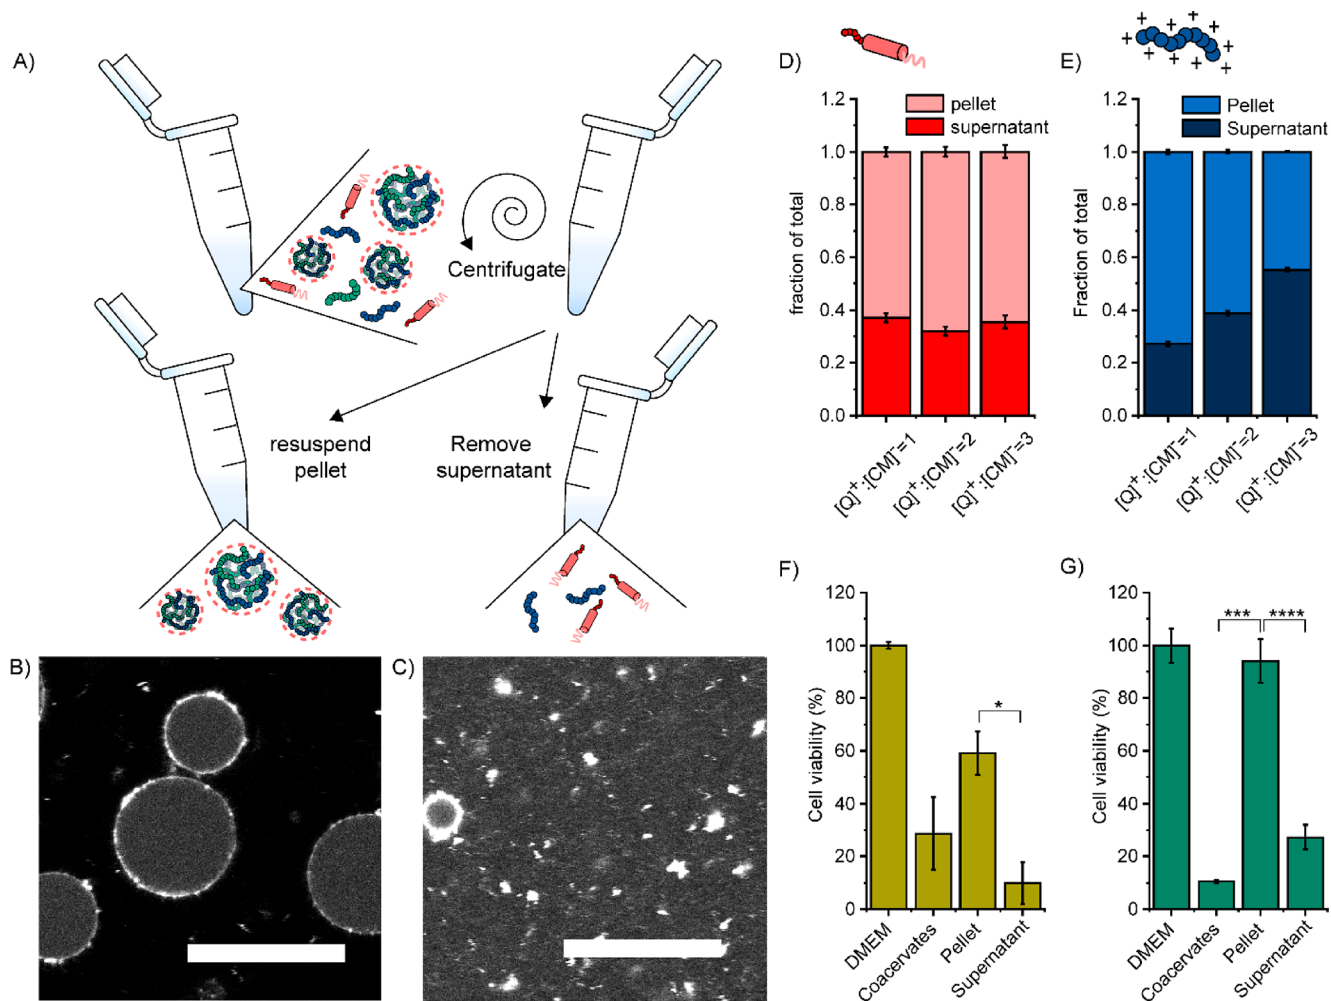 A)
Centrifugate
resuspend
pellet
Remove
supernatant
B)
C)
D)
pellet
supernatant
fraction of total
1.2
1.0
0.8
0.6
0.4
0.2
0.0
[Q]⁺:[CM]⁻=1
[Q]⁺:[CM]⁻=2
[Q]⁺:[CM]⁻=3
+ + + + + + + + + +
E)
Pellet
Supernatant
Fraction of total
1.2
1.0
0.8
0.6
0.4
0.2
0.0
[Q]⁺:[CM]⁻=1
[Q]⁺:[CM]⁻=2
[Q]⁺:[CM]⁻=3
F)
Cell viability (%)
120
100
80
60
40
20
0
*
DMEM
Coacervates
Pellet
Supernatant
G)
Cell viability (%)
120
100
80
60
40
20
0
*** ****
DMEM
Coacervates
Pellet
Supernatant